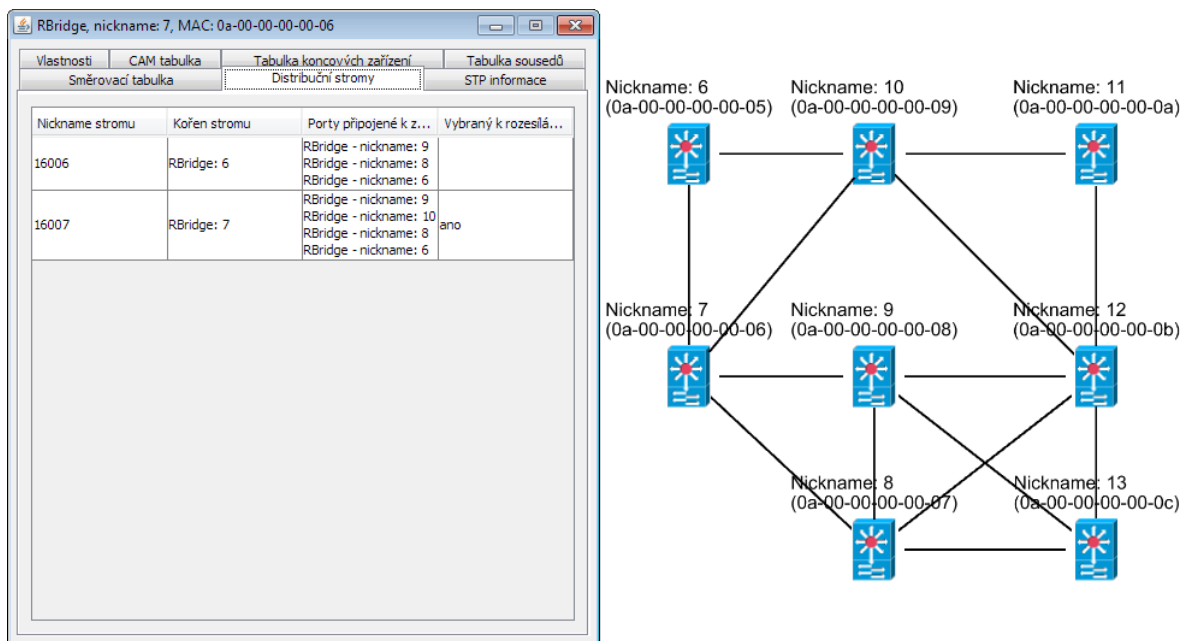 RBridge, nickname: 7, MAC: 0a-00-00-00-00-06
Vlastnosti
CAM tabulka
Tabulka koncových zařízení
Tabulka sousedů
Směrovací tabulka
Distribuční stromy
STP informace
Nickname stromu
Kořen stromu
Porty připojené k z...
Vybraný k rozesílá...
16006
RBridge: 6
RBridge - nickname: 9
RBridge - nickname: 8
RBridge - nickname: 6
16007
RBridge: 7
RBridge - nickname: 9
RBridge - nickname: 10
RBridge - nickname: 8
RBridge - nickname: 6
ano
Nickname: 6
(0a-00-00-00-00-05)
Nickname: 10
(0a-00-00-00-00-09)
Nickname: 11
(0a-00-00-00-00-0a)
Nickname: 7
(0a-00-00-00-00-06)
Nickname: 9
(0a-00-00-00-00-08)
Nickname: 12
(0a-00-00-00-00-0b)
Nickname: 8
(0a-00-00-00-00-07)
Nickname: 13
(0a-00-00-00-00-0c)